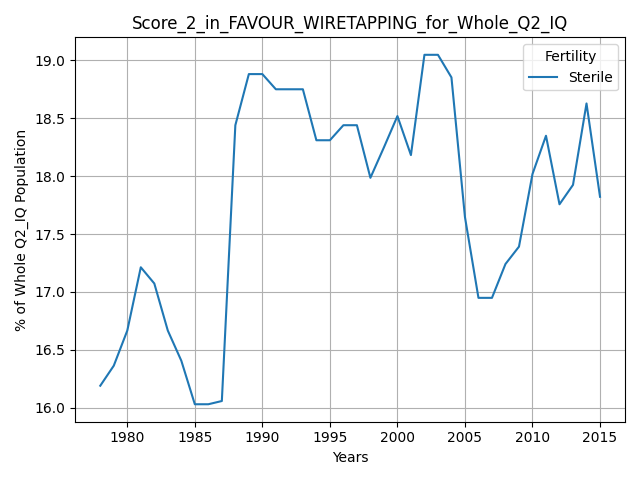 Score_2_in_FAVOUR_WIRETAPPING_for_Whole_Q2_IQ
Fertility
Sterile
% of Whole Q2_IQ Population
19.0
18.5
18.0
17.5
17.0
16.5
16.0
1980 1985 1990 1995 2000 2005 2010 2015
Years